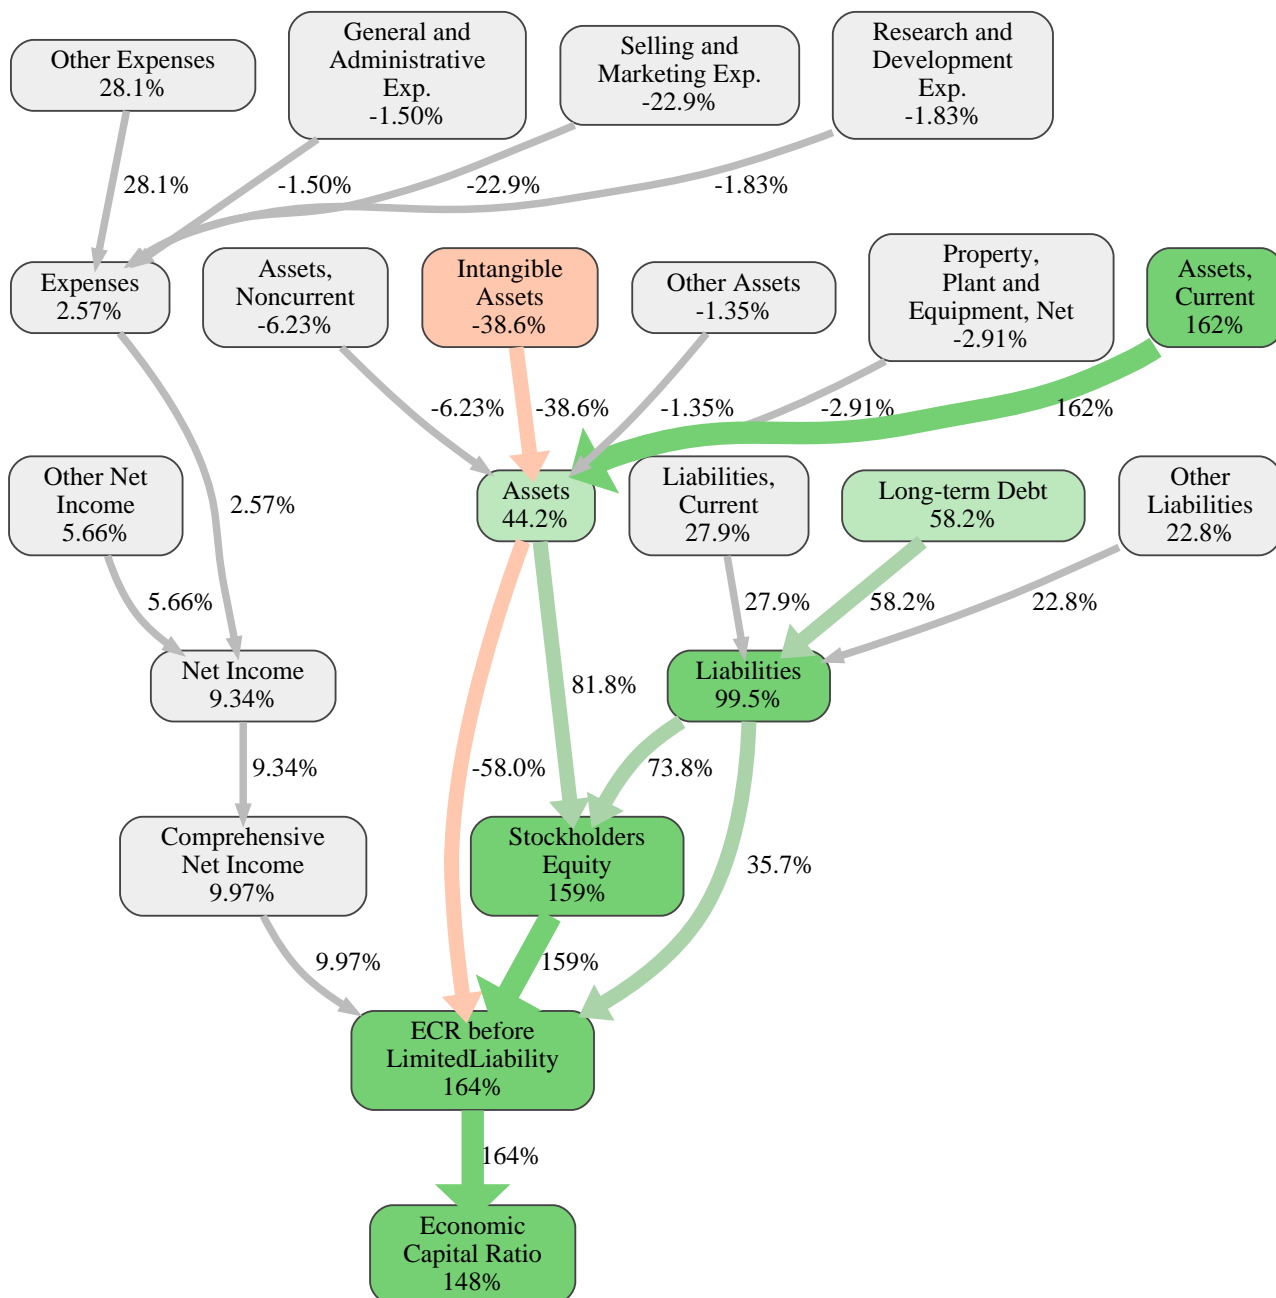 Other Expenses
28.1%
General and
Administrative
Exp.
-1.50%
Selling and
Marketing Exp.
-22.9%
Research and
Development
Exp.
-1.83%
28.1%
-1.50%
-22.9%
-1.83%
Expenses
2.57%
Assets,
Noncurrent
-6.23%
Intangible
Assets
-38.6%
Other Assets
-1.35%
Property,
Plant and
Equipment, Net
-2.91%
Assets,
Current
162%
-6.23%
-38.6%
-1.35%
-2.91%
162%
Other Net
Income
5.66%
2.57%
Assets
44.2%
Liabilities,
Current
27.9%
Long-term Debt
58.2%
Other
Liabilities
22.8%
5.66%
27.9%
58.2%
22.8%
Net Income
9.34%
81.8%
Liabilities
99.5%
9.34%
-58.0%
73.8%
Comprehensive
Net Income
9.97%
Stockholders
Equity
159%
35.7%
9.97%
159%
ECR before
LimitedLiability
164%
164%
Economic
Capital Ratio
148%